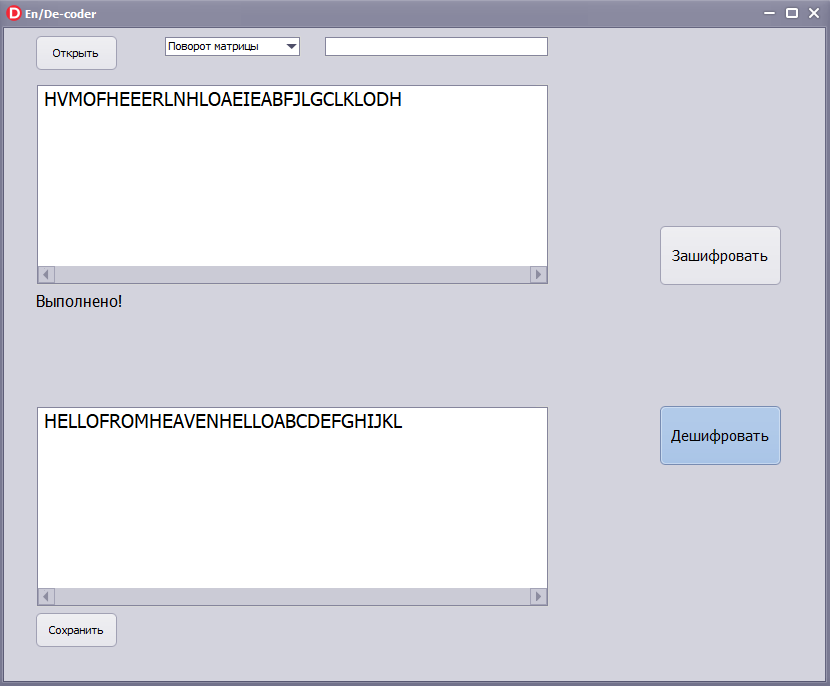 En/De-coder
Открыть
Поворот матрицы
HVMOFHEEERLNHLOAEIEABFJLGCLKLODH
Зашифровать
Выполнено!
HELLOFROMHEAVENHELLOABCDEFGHIJKL
Дешифровать
Сохранить